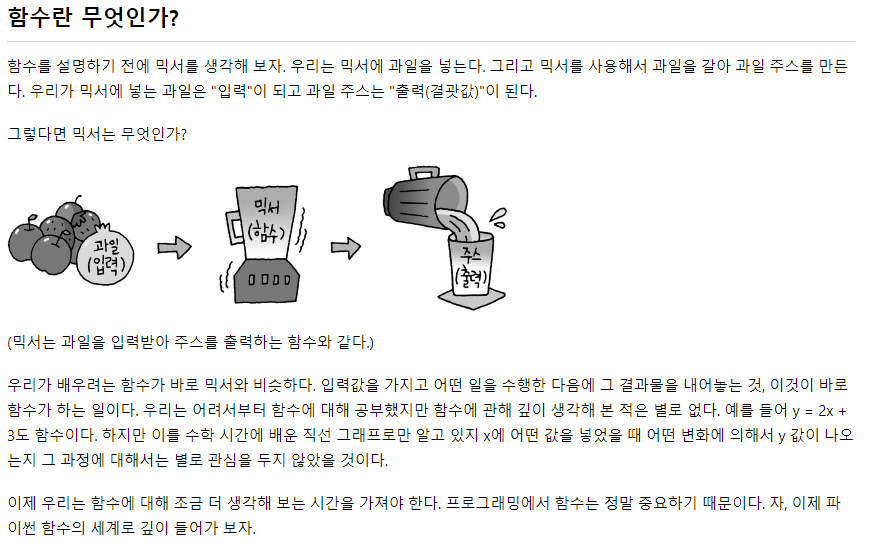 함수란 무엇인가?
함수를 설명하기 전에 믹서를 생각해 보자. 우리는 믹서에 과일을 넣는다. 그리고 믹서를 사용해서 과일을 갈아 과일 주스를 만든
다. 우리가 믹서에 넣는 과일은 "입력"이 되고 과일 주스는 "출력(결괏값)"이 된다.
그렇다면 믹서는 무엇인가?
과일
(입력)
믹서
(함수)
주스
(출력)
(믹서는 과일을 입력받아 주스를 출력하는 함수와 같다.)
우리가 배우려는 함수가 바로 믹서와 비슷하다. 입력값을 가지고 어떤 일을 수행한 다음에 그 결과물을 내어놓는 것, 이것이 바로
함수가 하는 일이다. 우리는 어려서부터 함수에 대해 공부했지만 함수에 관해 깊이 생각해 본 적은 별로 없다. 예를 들어 y = 2x +
3도 함수이다. 하지만 이를 수학 시간에 배운 직선 그래프로만 알고 있지 x에 어떤 값을 넣었을 때 어떤 변화에 의해서 y 값이 나오
는지 그 과정에 대해서는 별로 관심을 두지 않았을 것이다.
이제 우리는 함수에 대해 조금 더 생각해 보는 시간을 가져야 한다. 프로그래밍에서 함수는 정말 중요하기 때문이다. 자, 이제 파
이썬 함수의 세계로 깊이 들어가 보자.